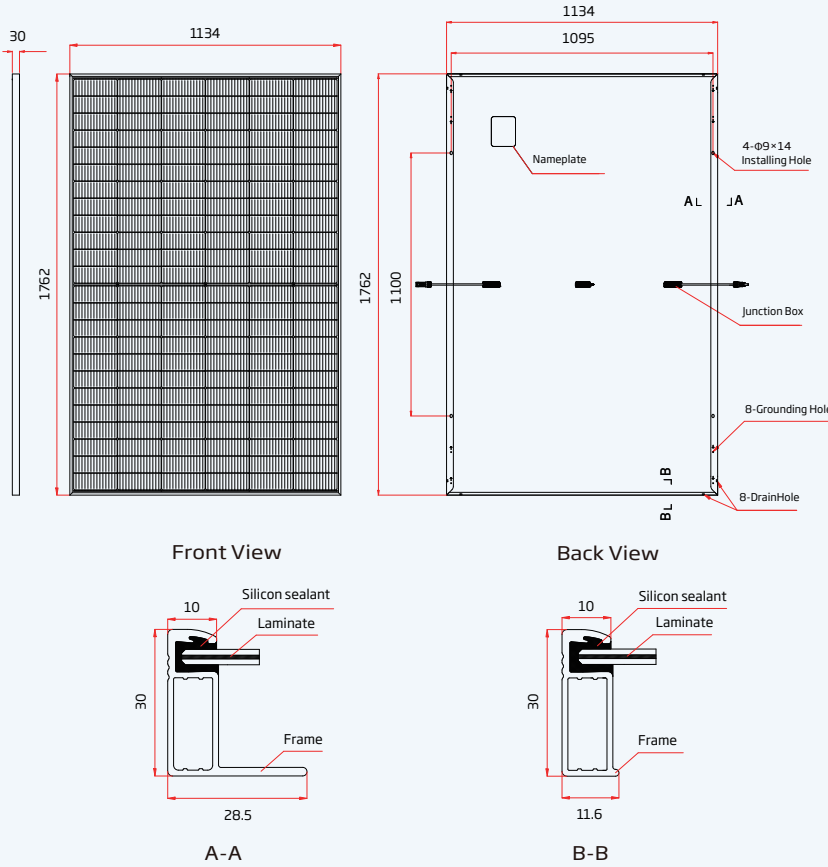 30
1134
1762
Front View
1134
1095
Nameplate
4-φ9×14
Installing Hole
A
A
1762
1100
Junction Box
8-Grounding Hole
B
8-DrainHole
B
Back View
10
Silicon sealant
Laminate
30
Frame
28.5
A-A
10
Silicon sealant
Laminate
30
Frame
11.6
B-B